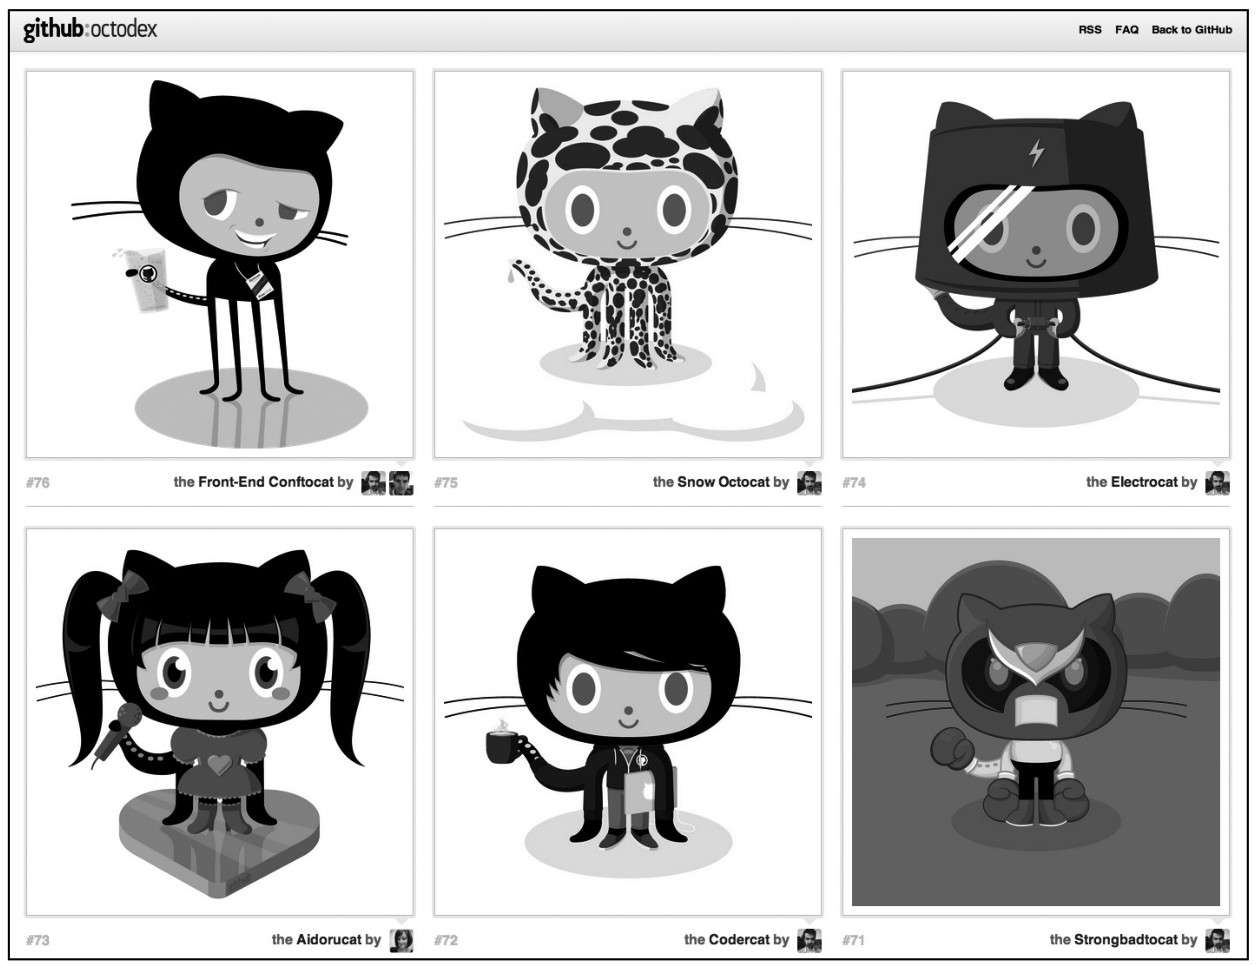 github:octodex
RSS FAQ Back to GitHub
#76 the Front-End Conftocat by
#75 the Snow Octocat by
#74 the Electrocat by
#73 the Aidorucat by
#72 the Codercat by
#71 the Strongbadtocat by